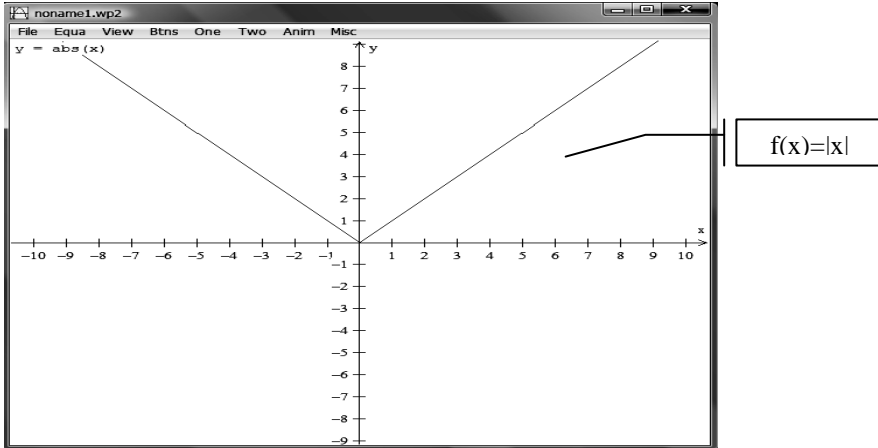 noname1.wp2
File Equa View Btns One Two Anim Misc
y = abs(x)
y
8
7
6
5
4
3
2
1
f(x)=|x|
x
−10 −9 −8 −7 −6 −5 −4 −3 −2 −1 1 2 3 4 5 6 7 8 9 10
−1
−2
−3
−4
−5
−6
−7
−8
−9